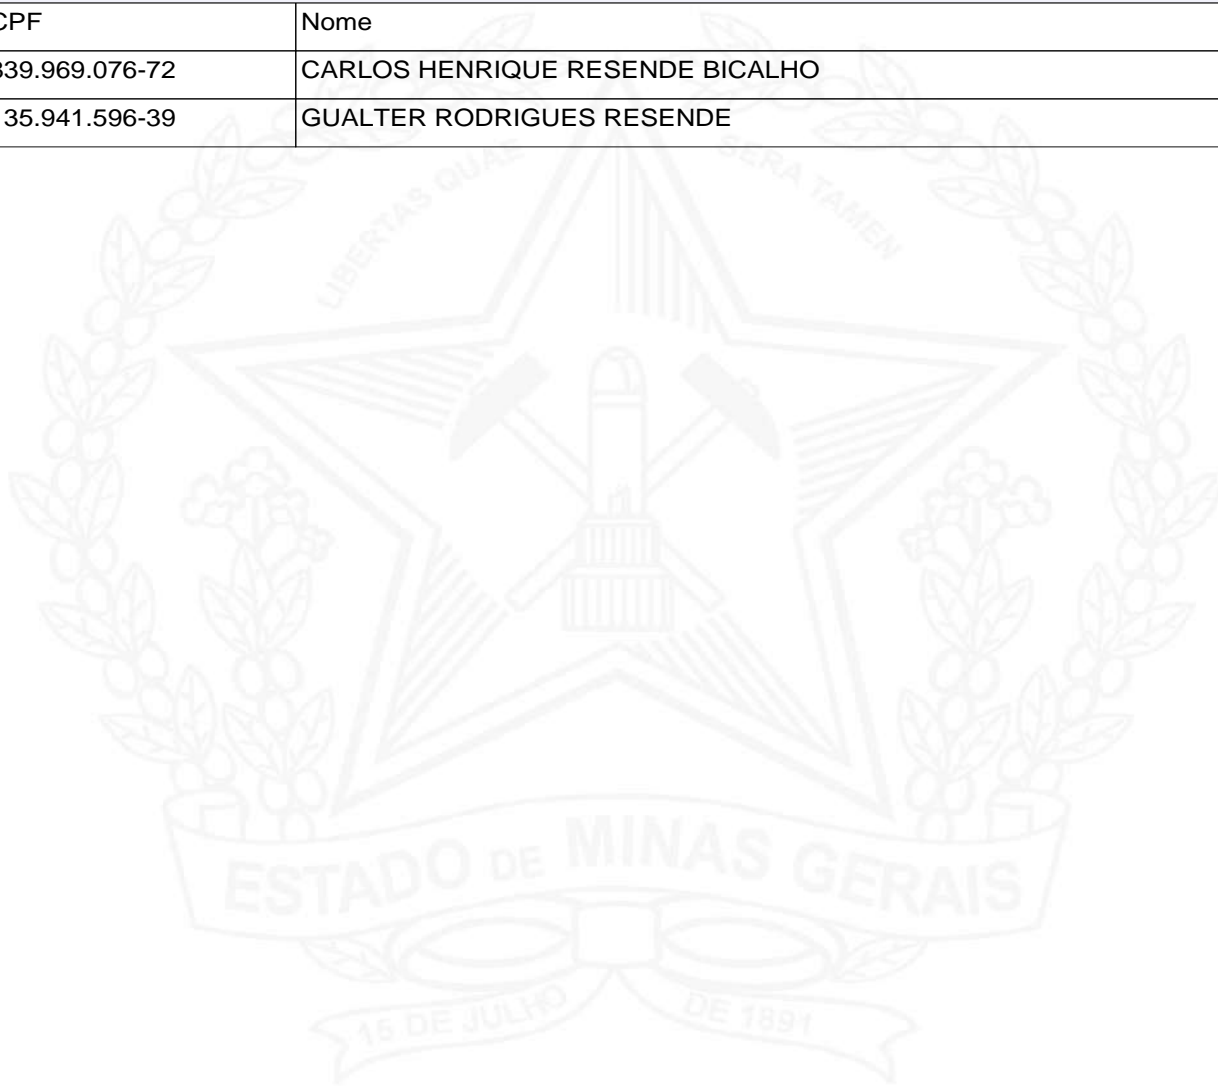 CPF Nome
839.969.076-72 CARLOS HENRIQUE RESENDE BICALHO
35.941.596-39 GUALTER RODRIGUES RESENDE
LIBERTAS QUAE SERA TAMEN
ESTADO DE MINAS GERAIS
15 DE JULHO DE 1891